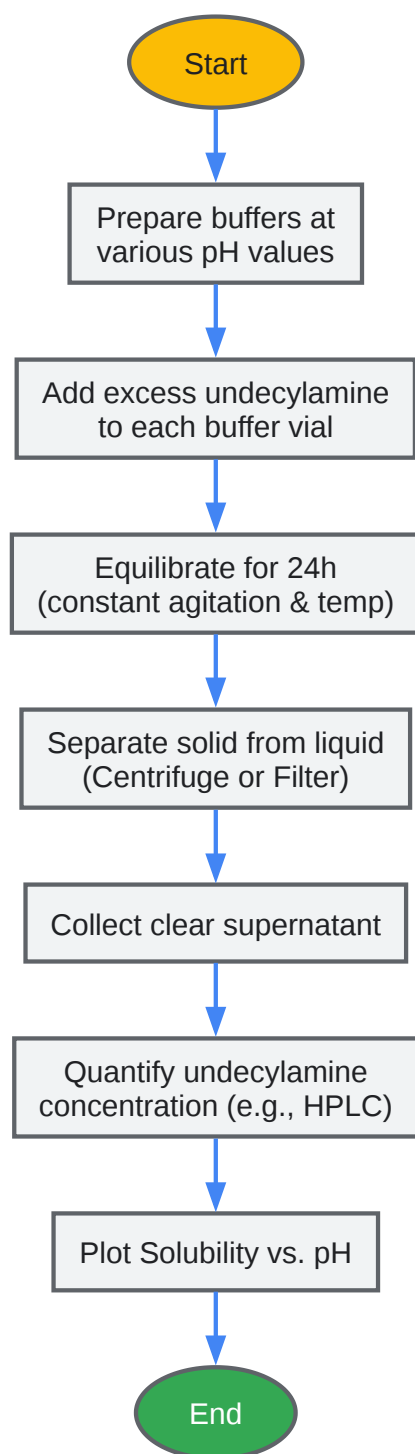 Start
Prepare buffers at
various pH values
Add excess undecylamine
to each buffer vial
Equilibrate for 24h
(constant agitation & temp)
Separate solid from liquid
(Centrifuge or Filter)
Collect clear supernatant
Quantify undecylamine
concentration (e.g., HPLC)
Plot Solubility vs. pH
End